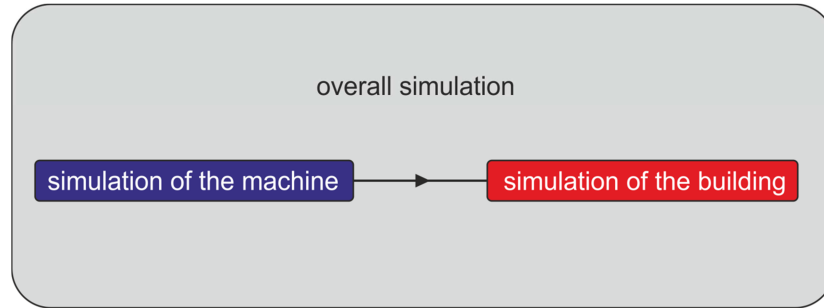 overall simulation
simulation of the machine
simulation of the building